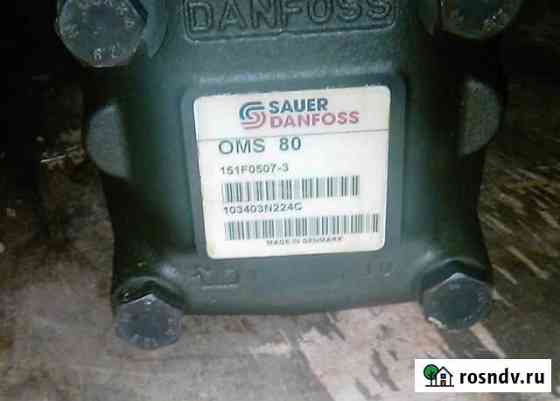 DANFOSS
SAUER
DANFOSS
OMS 80
151F0507-3
103403N224C
MADE IN DENMARK
rosndv.ru